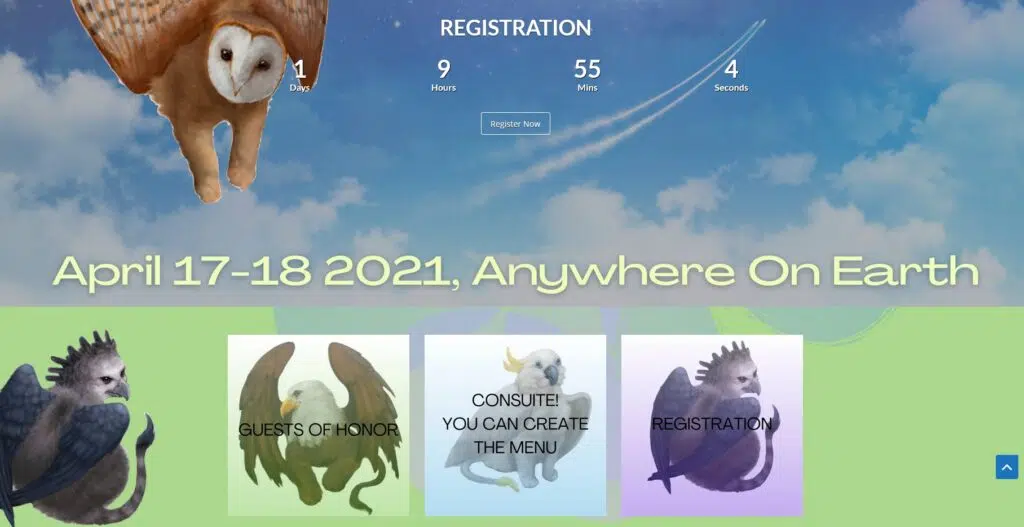 REGISTRATION
1 9 55 4
Days Hours Mins Seconds
Register Now
April 17-18 2021, Anywhere On Earth
GUESTS OF HONOR
CONSUITE!
YOU CAN CREATE
THE MENU
REGISTRATION